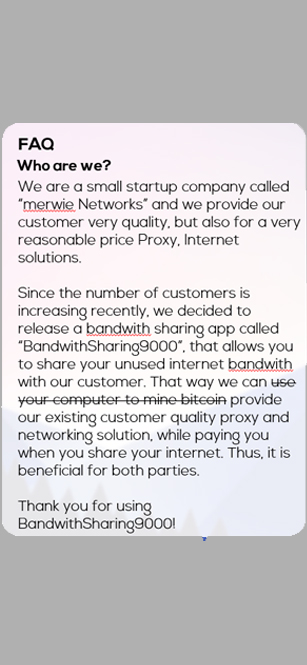 FAQ
Who are we?
We are a small startup company called
"merwie Networks" and we provide our
customer very quality, but also for a very
reasonable price Proxy, Internet
solutions.
Since the number of customers is
increasing recently, we decided to
release a bandwith sharing app called
"BandwithSharing9000", that allows you
to share your unused internet bandwith
with our customer. That way we can use
your computer to mine bitcoin provide
our existing customer quality proxy and
networking solution, while paying you
when you share your internet. Thus, it is
beneficial for both parties.
Thank you for using
BandwithSharing9000!